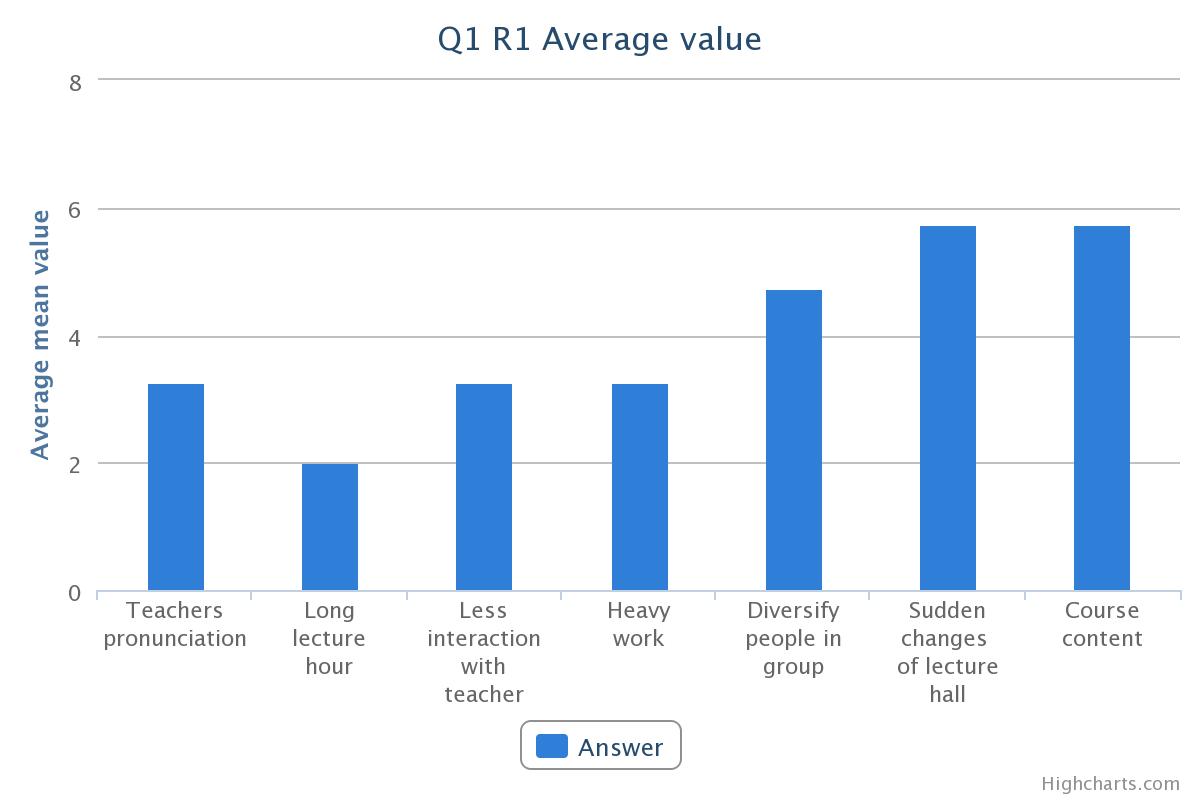 Q1 R1 Average value
Average mean value
8
6
4
2
0
Teachers
pronunciation
Long
lecture
hour
Less
interaction
with
teacher
Heavy
work
Diversify
people in
group
Sudden
changes
of lecture
hall
Course
content
Answer
Highcharts.com